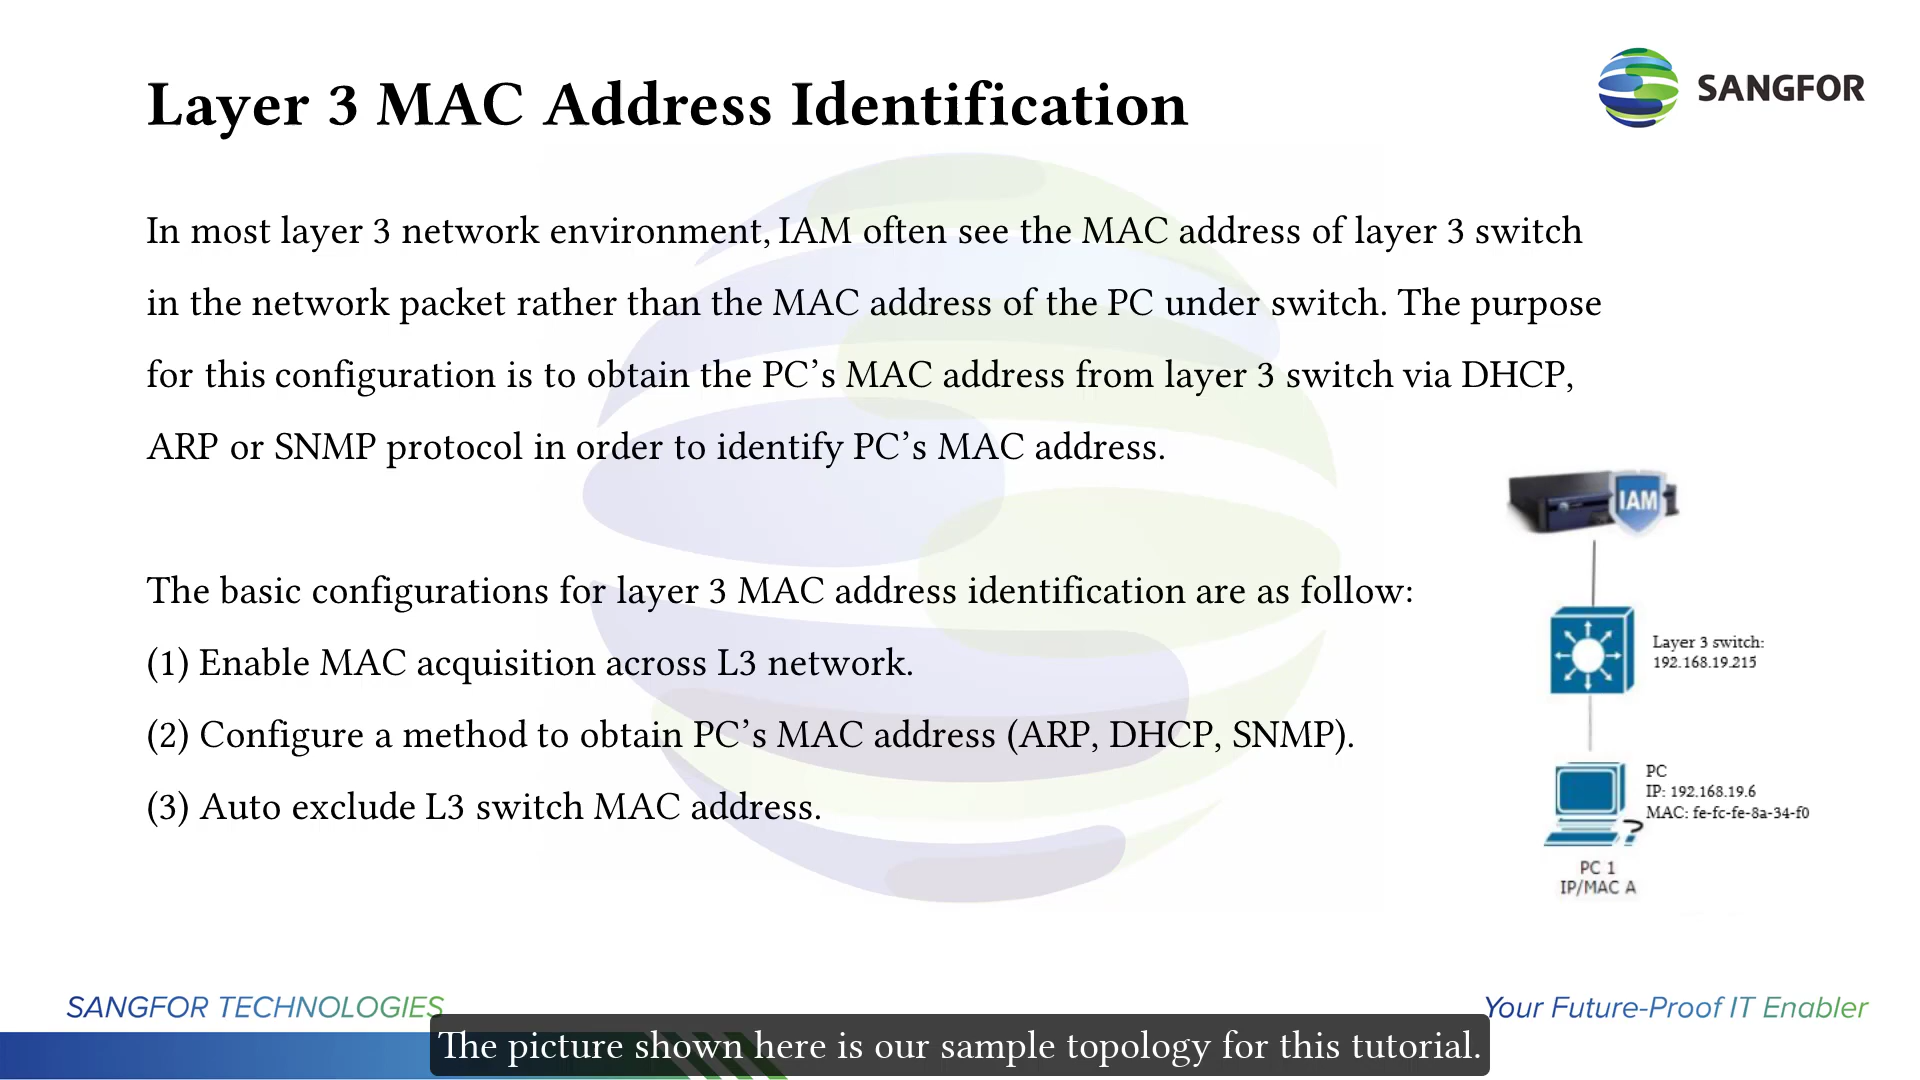 Layer 3 MAC Address Identification
SANGFOR
In most layer 3 network environment, IAM often see the MAC address of layer 3 switch
in the network packet rather than the MAC address of the PC under switch. The purpose
for this configuration is to obtain the PC’s MAC address from layer 3 switch via DHCP,
ARP or SNMP protocol in order to identify PC’s MAC address.
The basic configurations for layer 3 MAC address identification are as follow:
(1) Enable MAC acquisition across L3 network.
(2) Configure a method to obtain PC’s MAC address (ARP, DHCP, SNMP).
(3) Auto exclude L3 switch MAC address.
IAM
Layer 3 switch:
192.168.19.215
PC
IP: 192.168.19.6
MAC: fe-fc-fe-8a-34-f0
?
PC 1
IP/MAC A
SANGFOR TECHNOLOGIES
Your Future-Proof IT Enabler
The picture shown here is our sample topology for this tutorial.